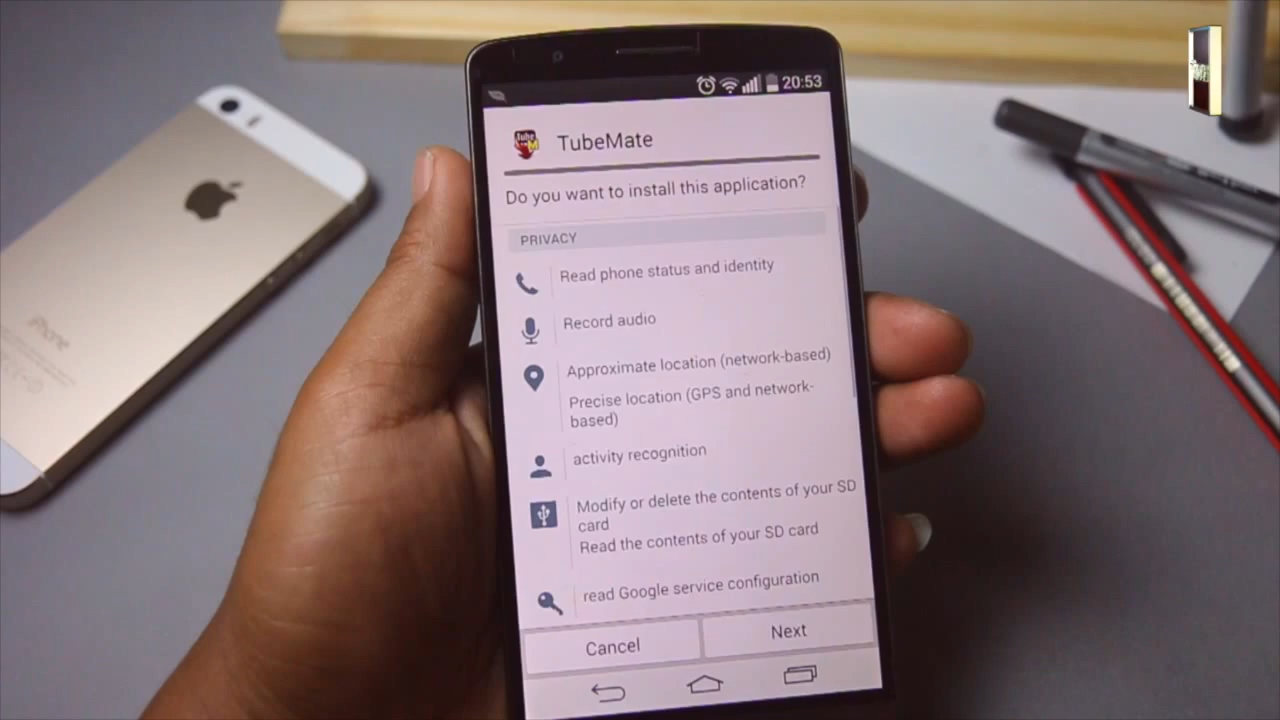 20:53
Tube
M
TubeMate
Do you want to install this application?
PRIVACY
Read phone status and identity
Record audio
Approximate location (network-based)
Precise location (GPS and network-
based)
activity recognition
Modify or delete the contents of your SD
card
Read the contents of your SD card
read Google service configuration
Cancel
Next
iPhone